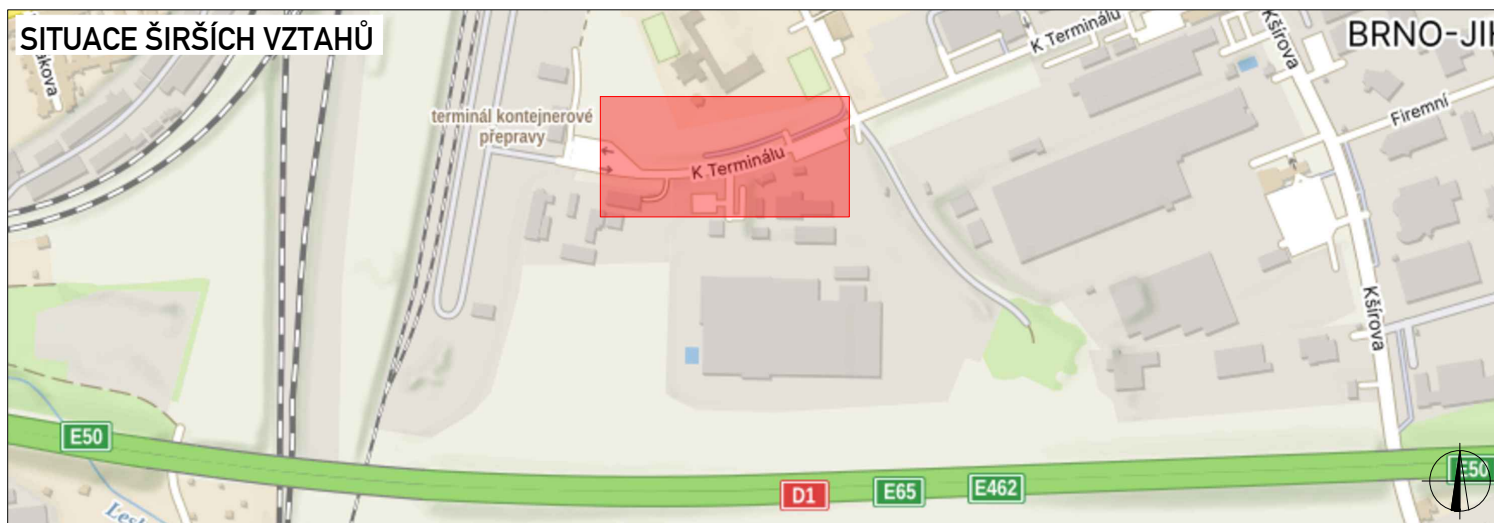 SITUACE ŠIRŠÍCH VZTAHŮ
K Terminálu
Kšírova
BRNO-JIH
Firemní
terminál kontejnerové
přepravy
K Terminálu
Kšírova
E50
D1
E65
E462
E50